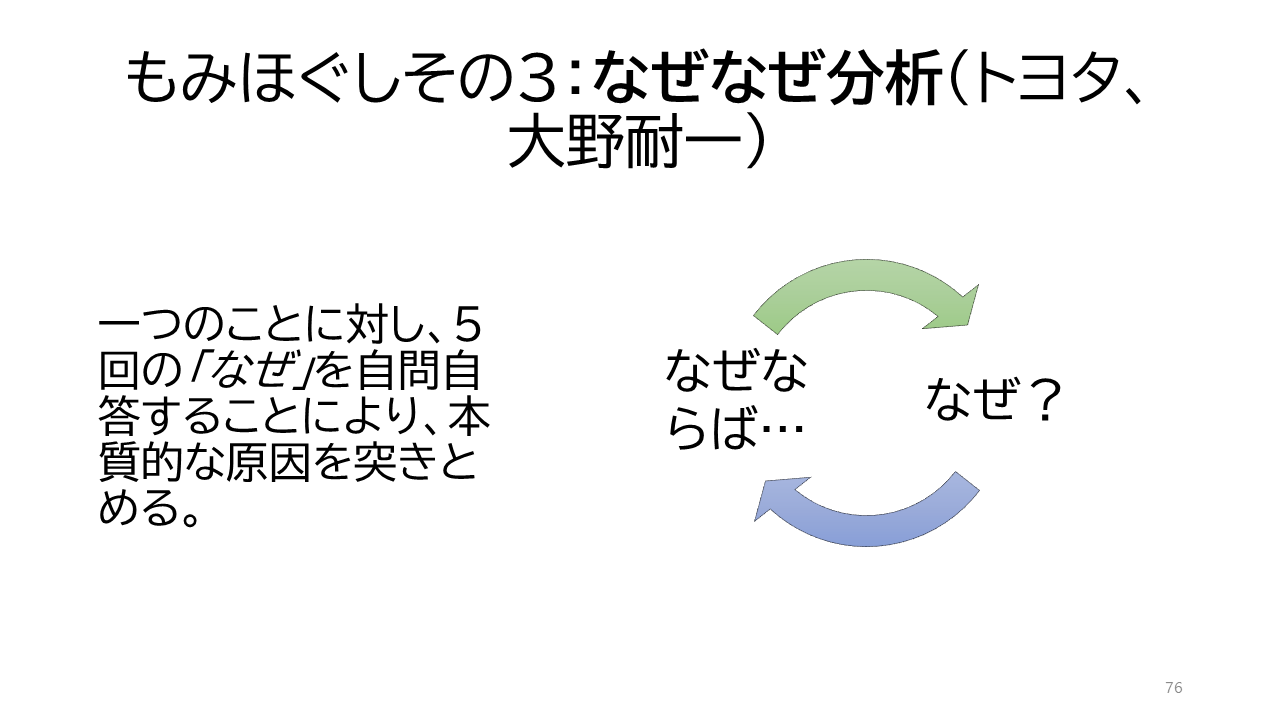 もみほぐしその３：なぜなぜ分析（トヨタ、
大野耐一）
一つのことに対し、５
回の「なぜ」を自問自
答することにより、本
質的な原因を突きと
める。
なぜな
らば…
なぜ？
76